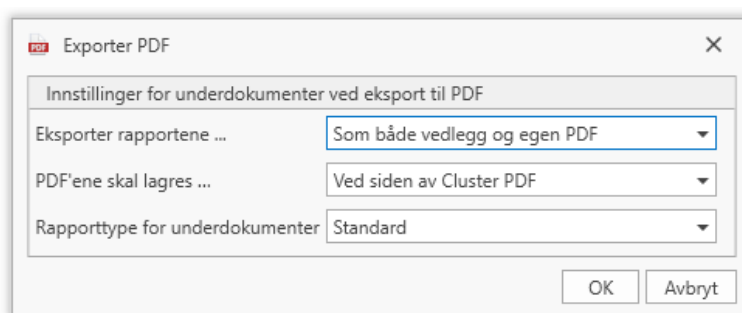 PDF Exporter PDF
Innstillinger for underdokumenter ved eksport til PDF
Eksporter rapportene ... Som både vedlegg og egen PDF
PDF'ene skal lagres ... Ved siden av Cluster PDF
Rapporttype for underdokumenter Standard
OK Avbryt